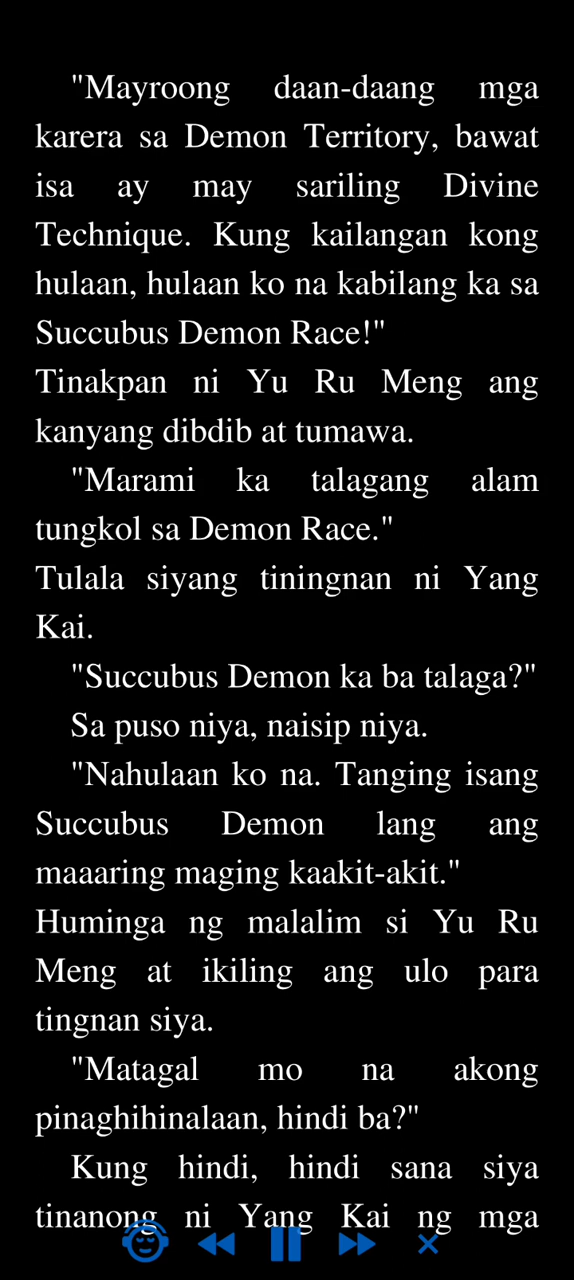 "Mayroong daan-daang mga
karera sa Demon Territory, bawat
isa ay may sariling Divine
Technique. Kung kailangan kong
hulaan, hulaan ko na kabilang ka sa
Succubus Demon Race!"
Tinakpan ni Yu Ru Meng ang
kanyang dibdib at tumawa.
"Marami ka talagang alam
tungkol sa Demon Race."
Tulala siyang tiningnan ni Yang
Kai.
"Succubus Demon ka ba talaga?"
Sa puso niya, naisip niya.
"Nahulaan ko na. Tanging isang
Succubus Demon lang ang
maaaring maging kaakit-akit."
Huminga ng malalim si Yu Ru
Meng at ikiling ang ulo para
tingnan siya.
"Matagal mo na akong
pinaghihinalaan, hindi ba?"
Kung hindi, hindi sana siya
tinanong ni Yang Kai ng mga